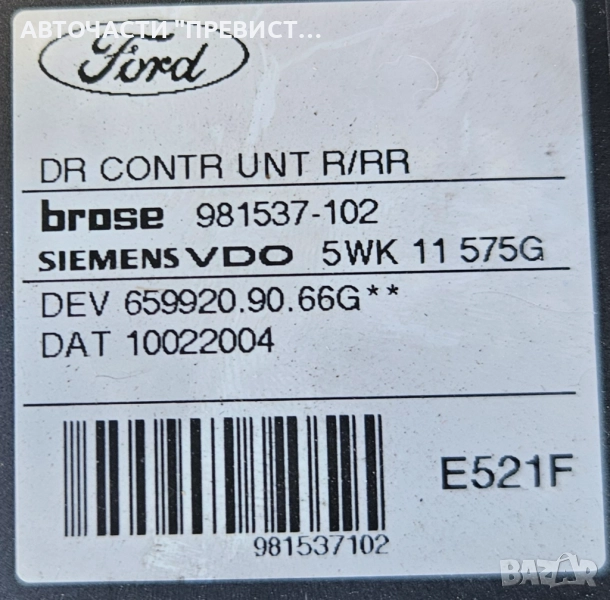 АВТОЧАСТИ "ПРЕВИСТ...
Ford
DR CONTR UNT R/RR
brose 981537-102
SIEMENS VDO 5WK 11 575G
DEV 659920.90.66G**
DAT 10022004
E521F
981537102
bazar